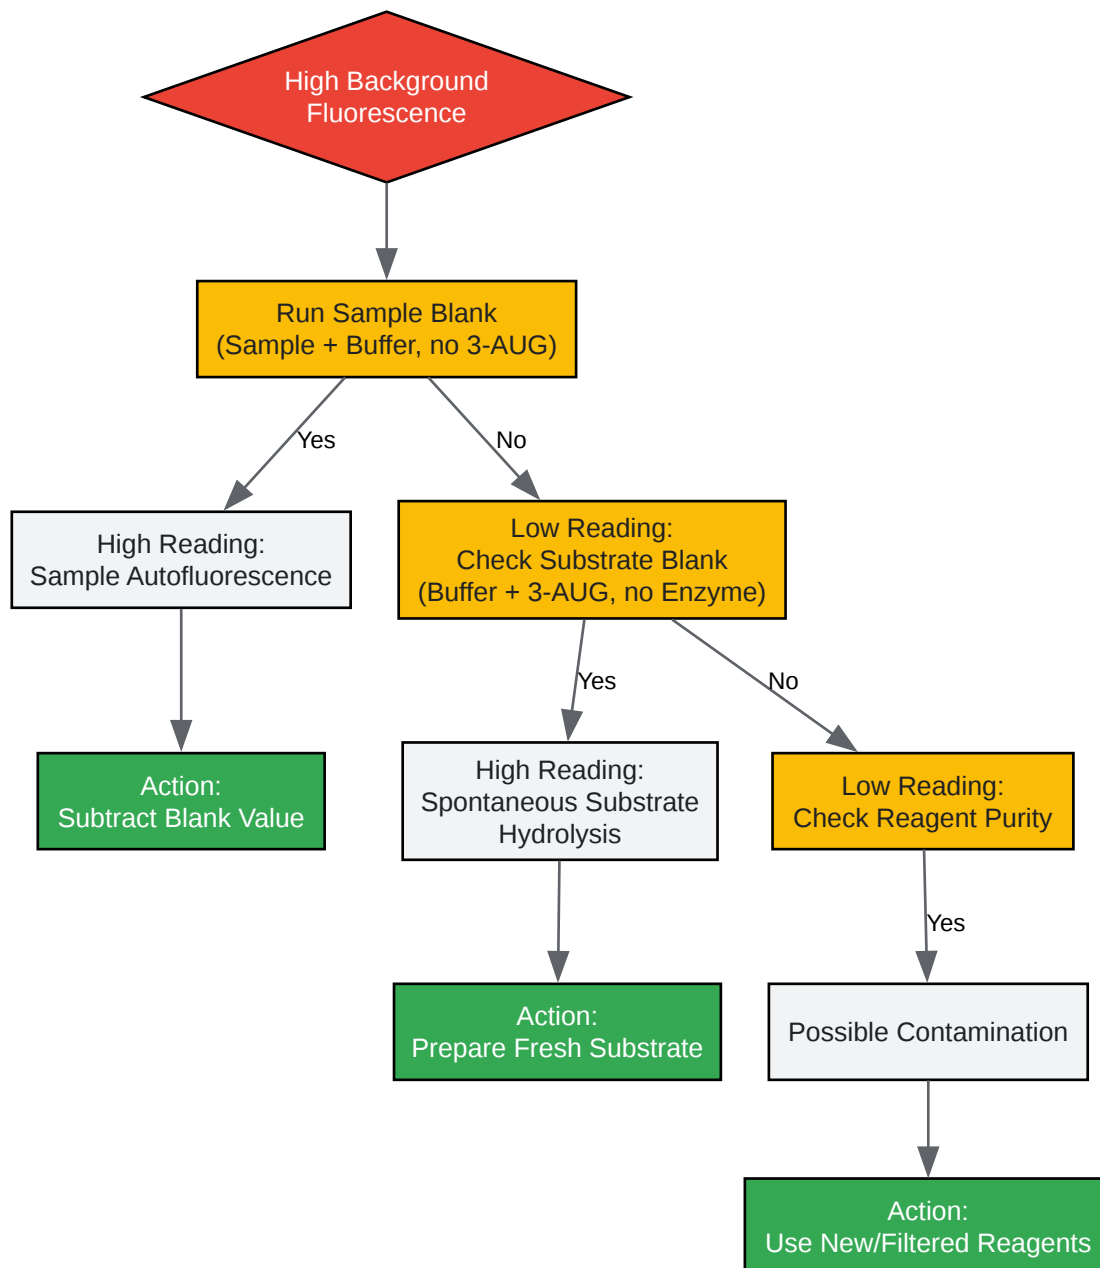 High Background
Fluorescence
Run Sample Blank
(Sample + Buffer, no 3-AUG)
Yes
No
High Reading:
Sample Autofluorescence
Low Reading:
Check Substrate Blank
(Buffer + 3-AUG, no Enzyme)
Yes
No
Action:
Subtract Blank Value
High Reading:
Spontaneous Substrate
Hydrolysis
Low Reading:
Check Reagent Purity
Yes
Action:
Prepare Fresh Substrate
Possible Contamination
Action:
Use New/Filtered Reagents